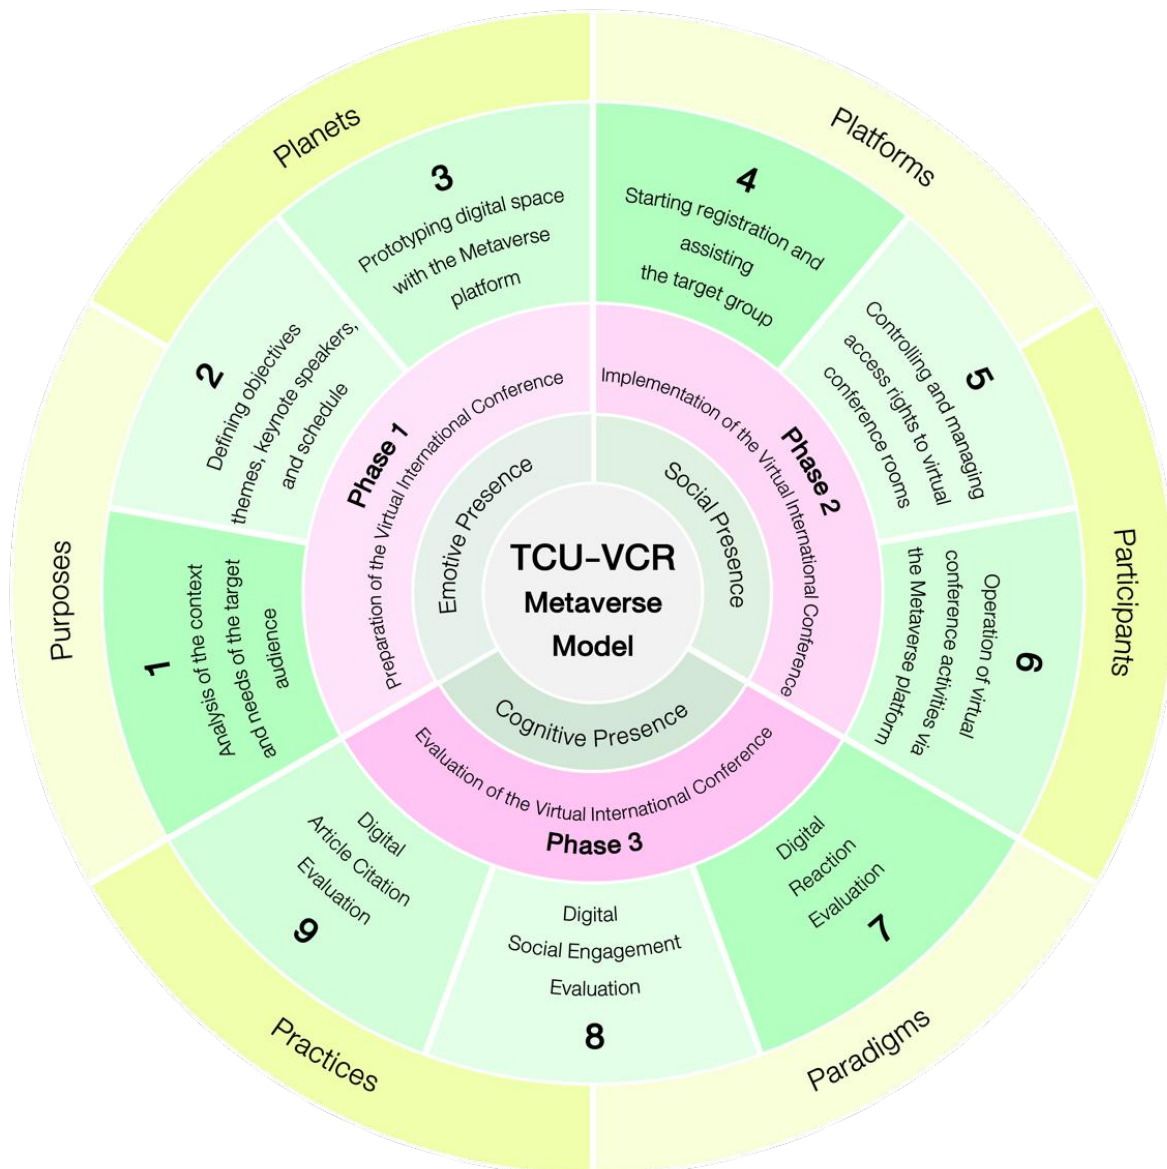 TCU-VCR
Metaverse
Model
Emotive Presence
Social Presence
Cognitive Presence
Phase 1
Preparation of the Virtual International Conference
Implementation of the Virtual International Conference
Phase 2
Evaluation of the Virtual International Conference
Phase 3
1
Analysis of the context
and needs of the target
audience
2
Defining objectives
themes, keynote speakers,
and schedule
3
Prototyping digital space
with the Metaverse
platform
4
Starting registration and
assisting
the target group
5
Controlling and managing
access rights to virtual
conference rooms
6
Operation of virtual
conference activities via
the Metaverse platform
Digital
Reaction
Evaluation
7
Digital
Social Engagement
Evaluation
8
Digital
Article Citation
Evaluation
9
Purposes
Planets
Platforms
Participants
Paradigms
Practices